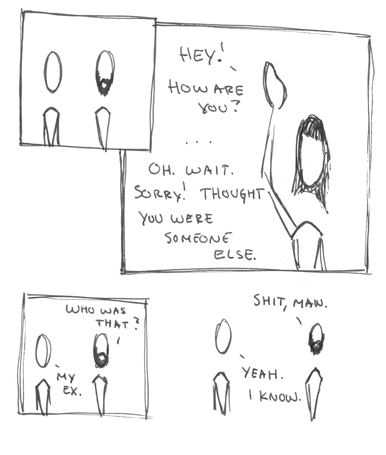 HEY!
HOW ARE
YOU?
...
OH. WAIT.
SORRY! THOUGHT
YOU WERE
SOMEONE
ELSE.
WHO WAS
THAT?
MY
EX.
SHIT, MAN.
YEAH.
I KNOW.